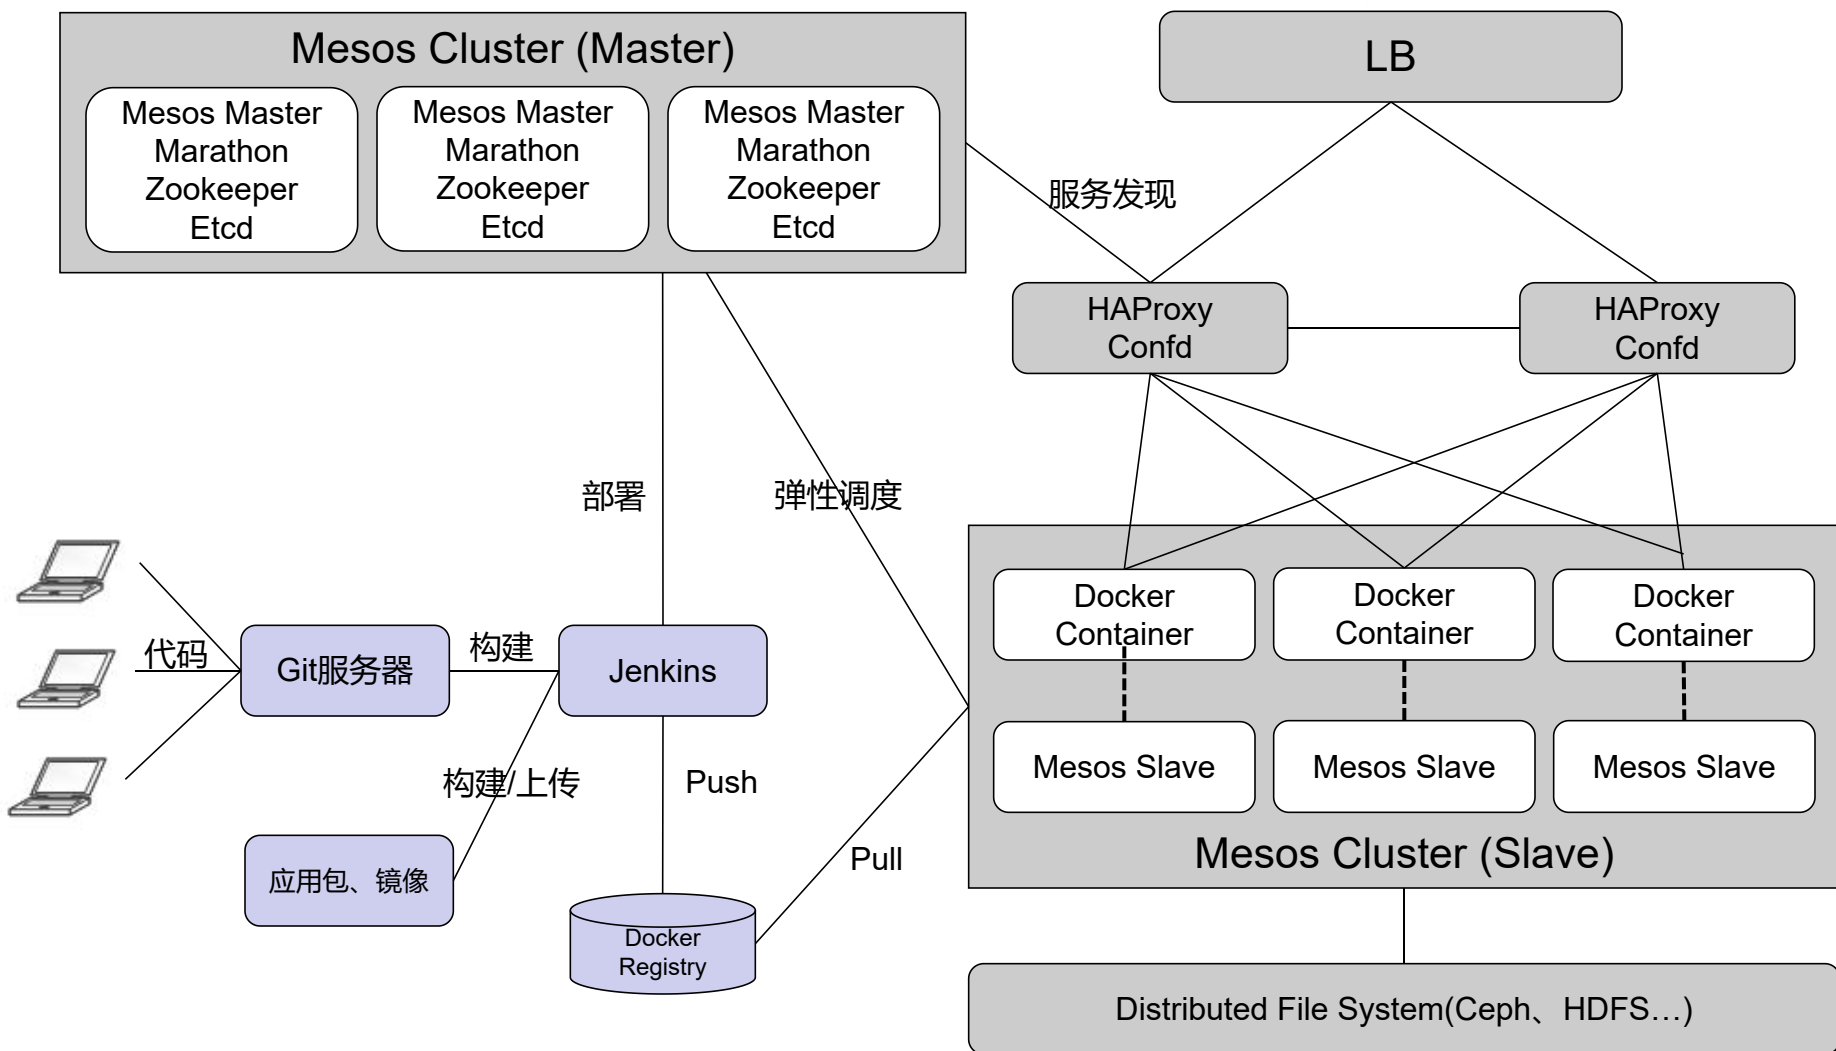 Mesos Cluster (Master)
Mesos Master
Marathon
Zookeeper
Etcd
Mesos Master
Marathon
Zookeeper
Etcd
Mesos Master
Marathon
Zookeeper
Etcd
LB
服务发现
HAProxy
Confd
HAProxy
Confd
部署
弹性调度
代码
Git服务器
构建
Jenkins
构建/上传
Push
Pull
应用包、镜像
Docker
Registry
Docker
Container
Docker
Container
Docker
Container
Mesos Slave
Mesos Slave
Mesos Slave
Mesos Cluster (Slave)
Distributed File System(Ceph、HDFS…)